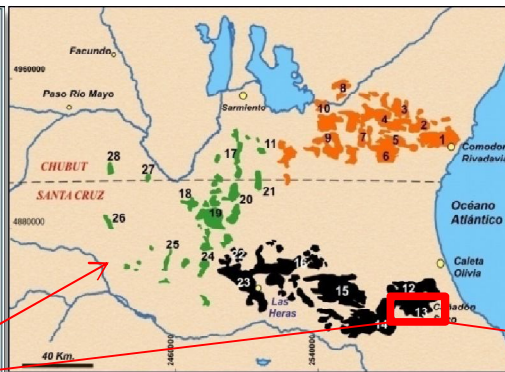 Facundo
4960000
Paso Río Mayo
Sarmiento
8
10
3
4
2
9
7
5
1
6
Comodor
Rivadavia
11
17
28
27
CHUBUT
SANTA CRUZ
21
18
20
19
Océano
Atlántico
4880000
26
25
24
22
16
23
Las
Heras
15
12
13
14
Caleta
Olivia
40 Km.
2460000
2540000